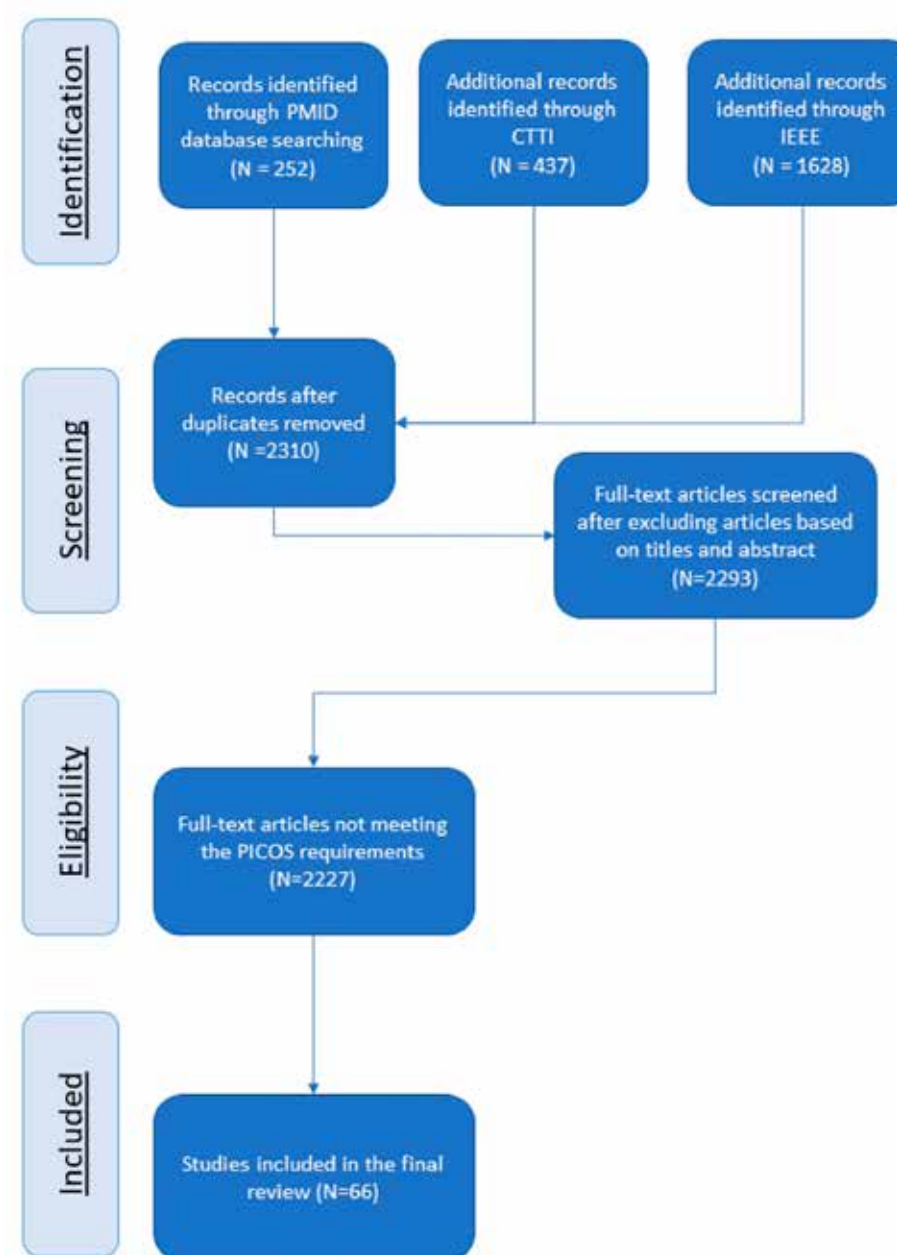 Identification
Records identified
through PMID
database searching
(N = 252)
Additional records
identified through
CTTI
(N = 437)
Additional records
identified through
IEEE
(N = 1628)
Screening
Records after
duplicates removed
(N =2310)
Full-text articles screened
after excluding articles based
on titles and abstract
(N=2293)
Eligibility
Full-text articles not meeting
the PICOS requirements
(N=2227)
Included
Studies included in the final
review (N=66)